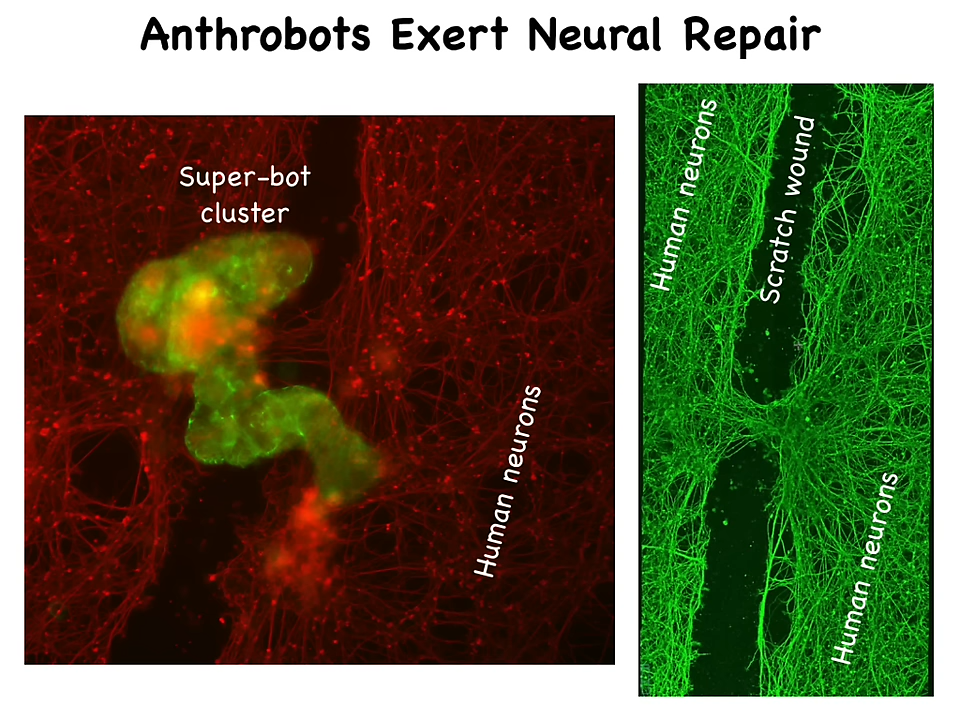 Anthrobots Exert Neural Repair
Super-bot
cluster
Human neurons
Human neurons
Scratch wound
Human neurons